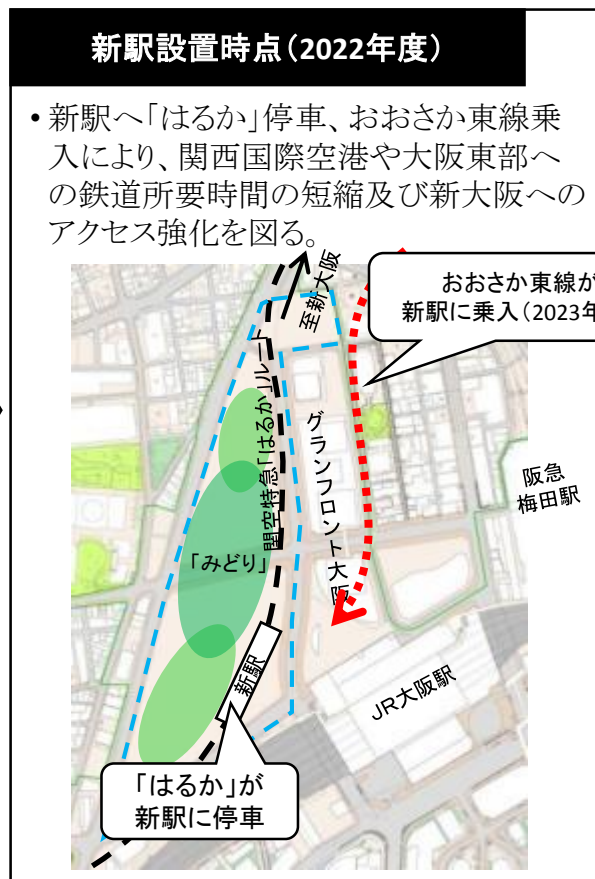 新駅設置時点(2022年度)
• 新駅へ「はるか」停車、おおさか東線乗
入により、関西国際空港や大阪東部へ
の鉄道所要時間の短縮及び新大阪への
アクセス強化を図る。
至新大阪
おおさか東線が
新駅に乗入(2023年
関空特急「はるか」ルート
グランフロント大阪
阪急
梅田駅
「みどり」
新駅
JR大阪駅
「はるか」が
新駅に停車